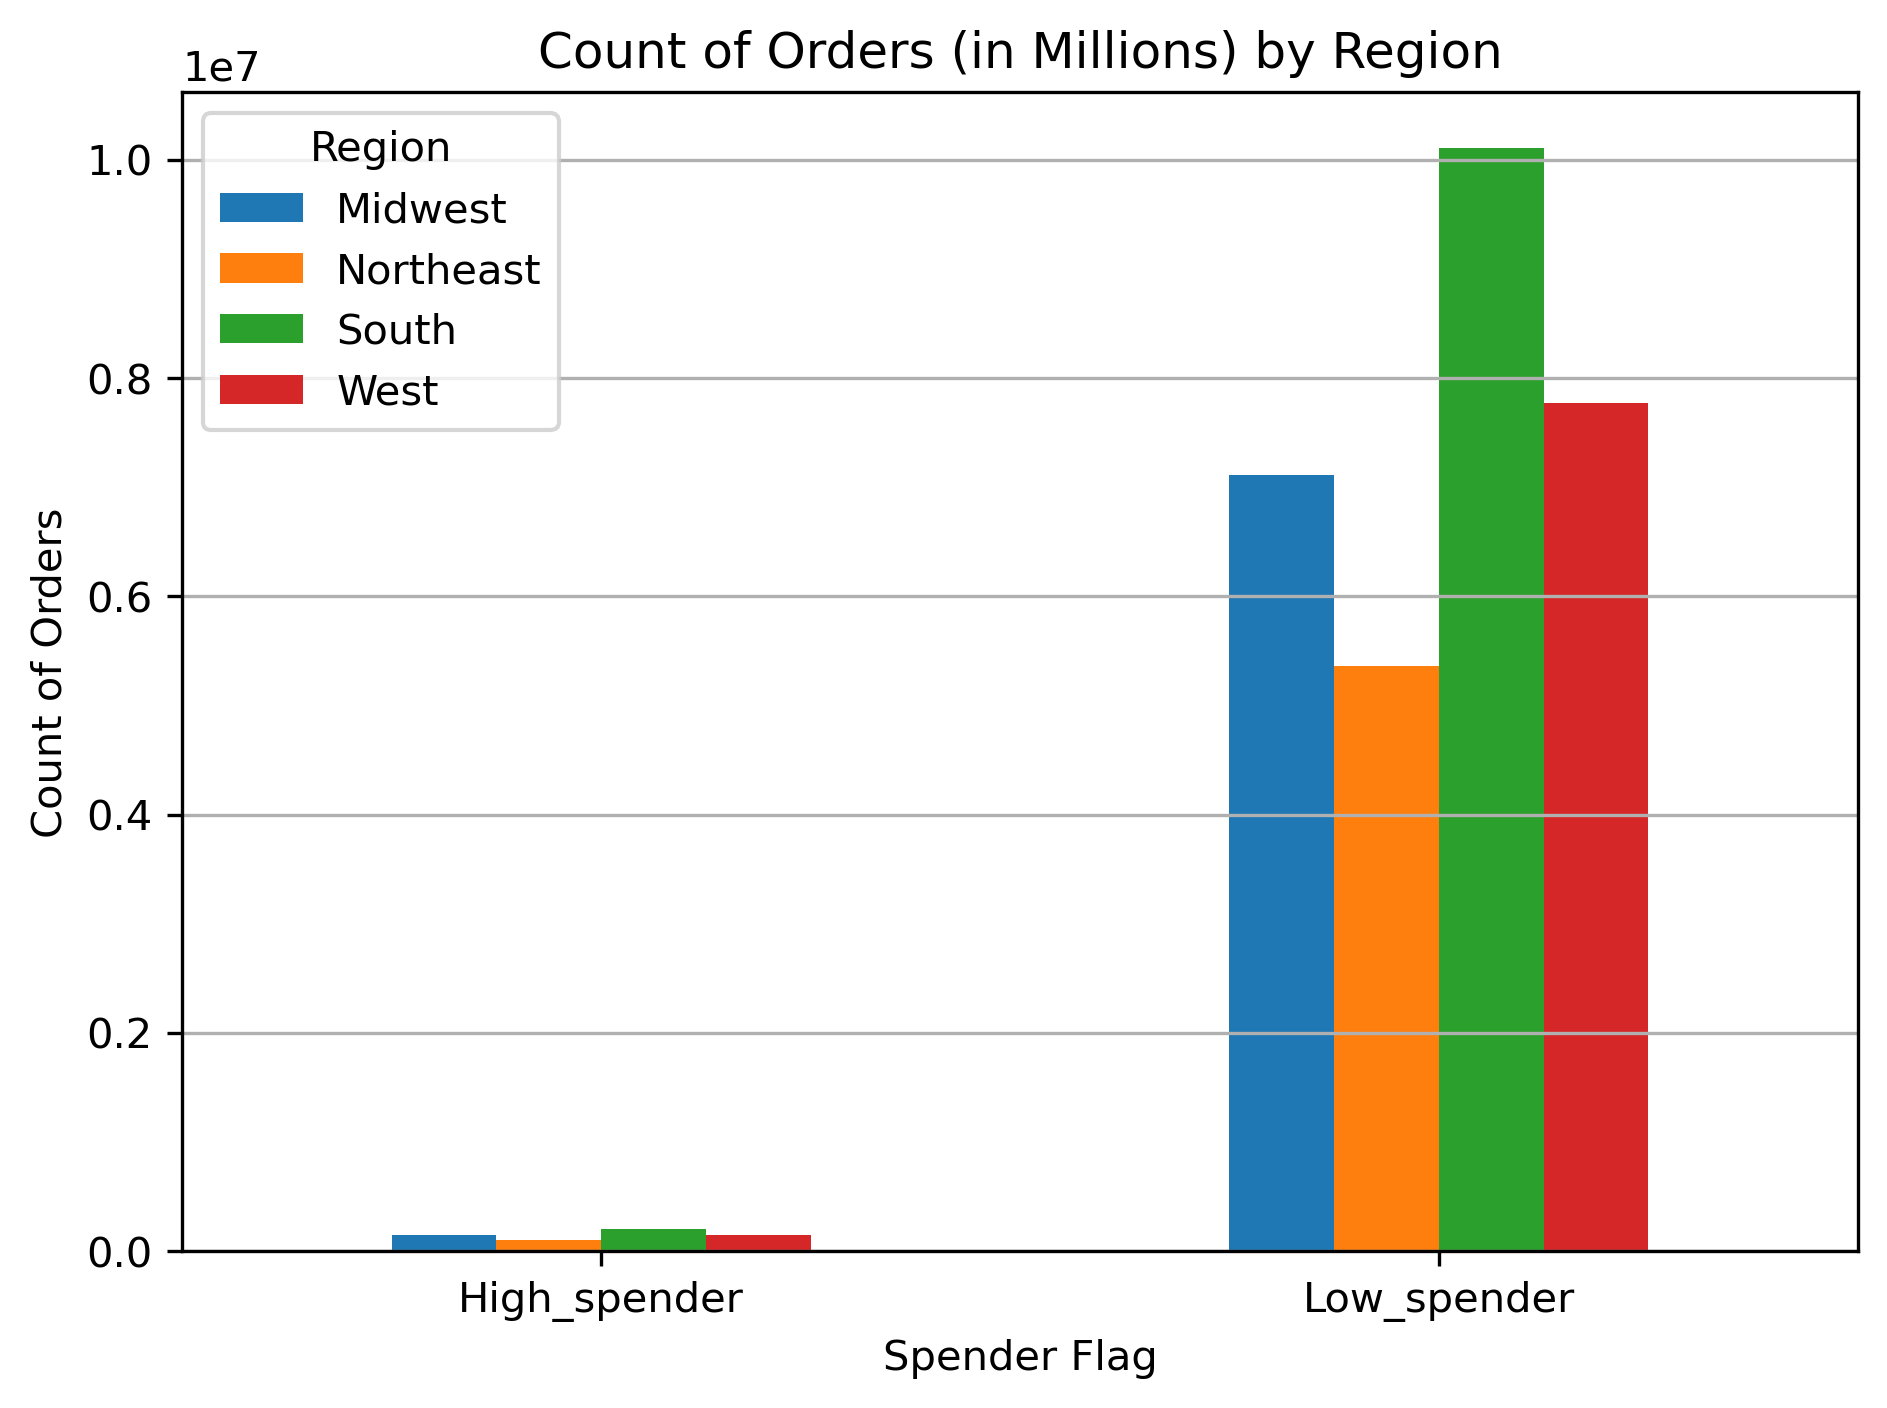 Count of Orders (in Millions) by Region
1e7
Region
Midwest
Northeast
South
West
1.0
0.8
0.6
0.4
0.2
0.0
Count of Orders
High_spender
Low_spender
Spender Flag